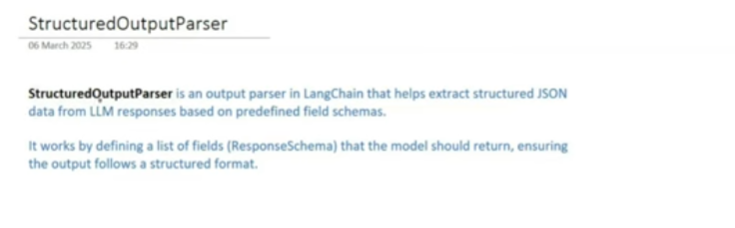 StructuredOutputParser
06 March 2025 16:29
StructuredOutputParser is an output parser in LangChain that helps extract structured JSON
data from LLM responses based on predefined field schemas.
It works by defining a list of fields (ResponseSchema) that the model should return, ensuring
the output follows a structured format.